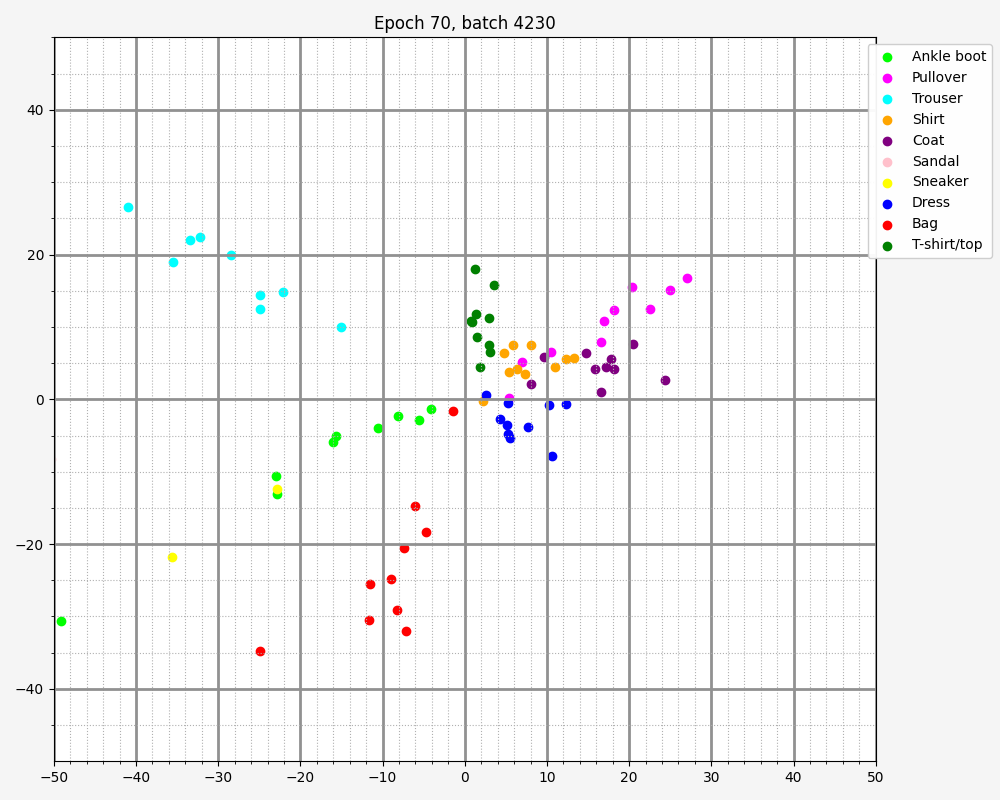 Epoch 70, batch 4230
Ankle boot
Pullover
Trouser
Shirt
Coat
Sandal
Sneaker
Dress
Bag
T-shirt/top
40
20
0
−20
−40
−50 −40 −30 −20 −10 0 10 20 30 40 50